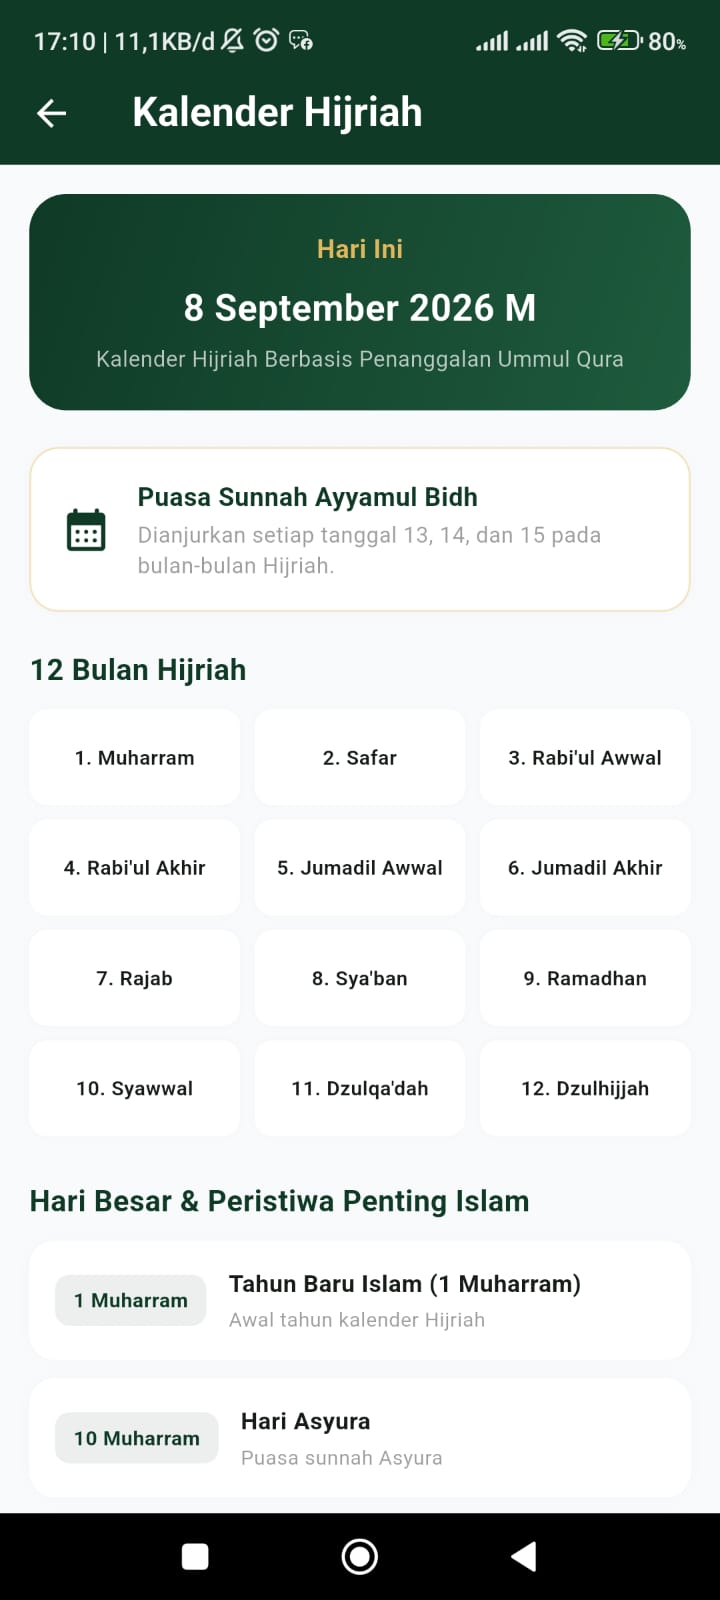 17:10 | 11,1KB/d
80%
Kalender Hijriah
Hari Ini
8 September 2026 M
Kalender Hijriah Berbasis Penanggalan Ummul Qura
Puasa Sunnah Ayyamul Bidh
Dianjurkan setiap tanggal 13, 14, dan 15 pada
bulan-bulan Hijriah.
12 Bulan Hijriah
1. Muharram
2. Safar
3. Rabi'ul Awwal
4. Rabi'ul Akhir
5. Jumadil Awwal
6. Jumadil Akhir
7. Rajab
8. Sya'ban
9. Ramadhan
10. Syawwal
11. Dzulqa'dah
12. Dzulhijjah
Hari Besar & Peristiwa Penting Islam
1 Muharram
Tahun Baru Islam (1 Muharram)
Awal tahun kalender Hijriah
10 Muharram
Hari Asyura
Puasa sunnah Asyura